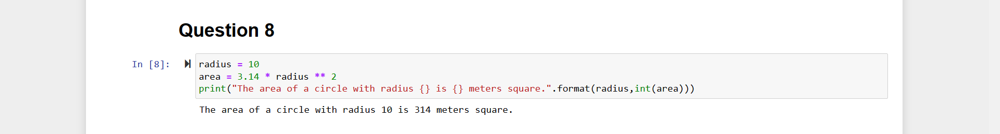 Question 8
In [8]:
radius = 10
area = 3.14 * radius ** 2
print("The area of a circle with radius {} is {} meters square.".format(radius,int(area)))
The area of a circle with radius 10 is 314 meters square.